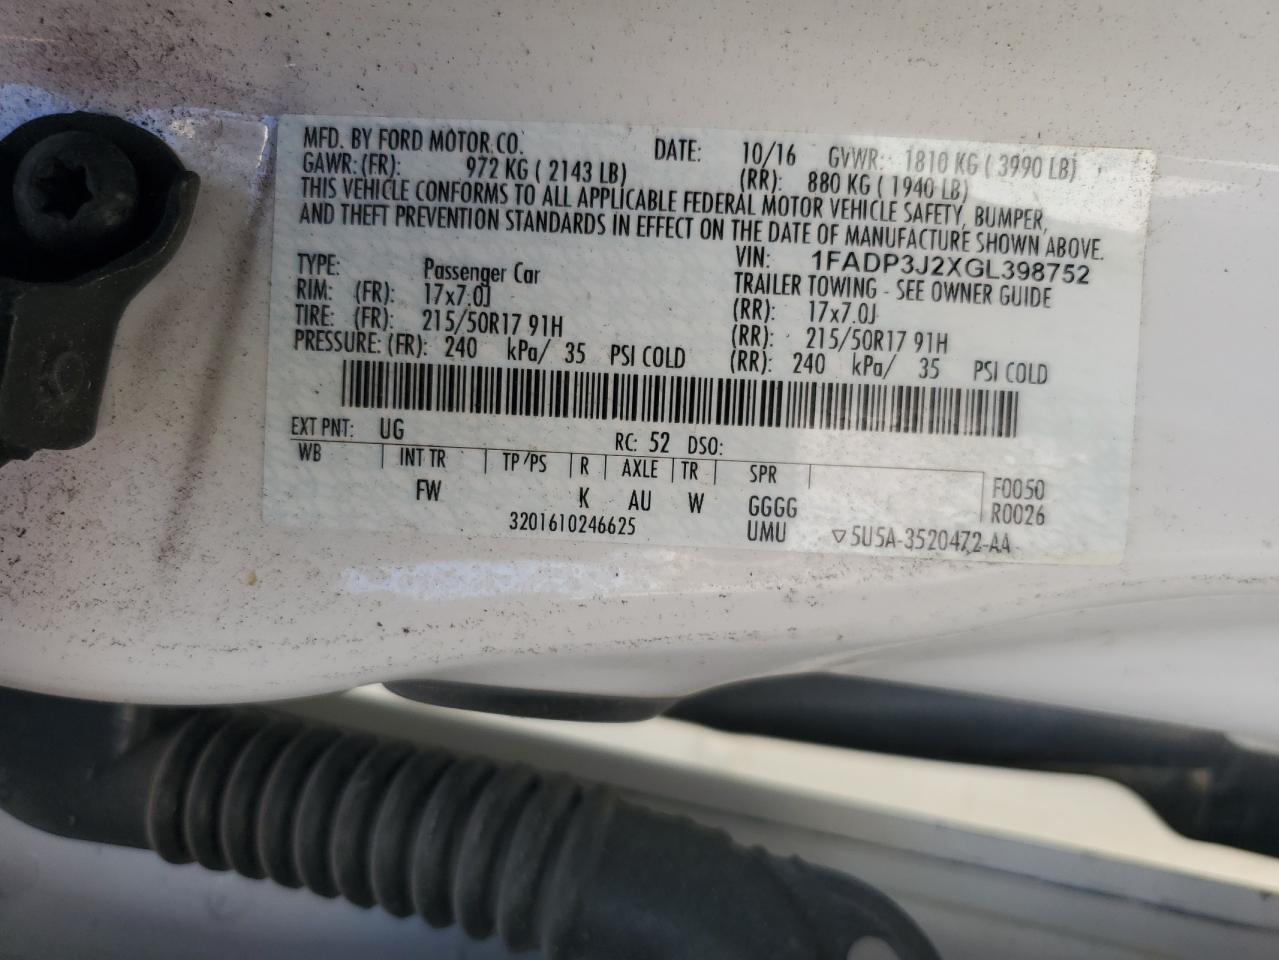 MFD. BY FORD MOTOR CO. DATE: 10/16 GVWR: 1810 KG ( 3990 LB)
GAWR: (FR): 972 KG ( 2143 LB) (RR): 880 KG ( 1940 LB)
THIS VEHICLE CONFORMS TO ALL APPLICABLE FEDERAL MOTOR VEHICLE SAFETY, BUMPER,
AND THEFT PREVENTION STANDARDS IN EFFECT ON THE DATE OF MANUFACTURE SHOWN ABOVE.
VIN: 1FADP3J2XGL398752
TYPE: Passenger Car TRAILER TOWING - SEE OWNER GUIDE
RIM: (FR): 17x7.0J (RR): 17x7.0J
TIRE: (FR): 215/50R17 91H (RR): 215/50R17 91H
PRESSURE: (FR): 240 kPa/ 35 PSI COLD (RR): 240 kPa/ 35 PSI COLD
EXT PNT: UG RC: 52 DSO:
WB INT TR TP/PS R AXLE TR SPR F0050
FW K AU W GGGG R0026
3201610246625 UMU ▽5U5A-3520472-AA